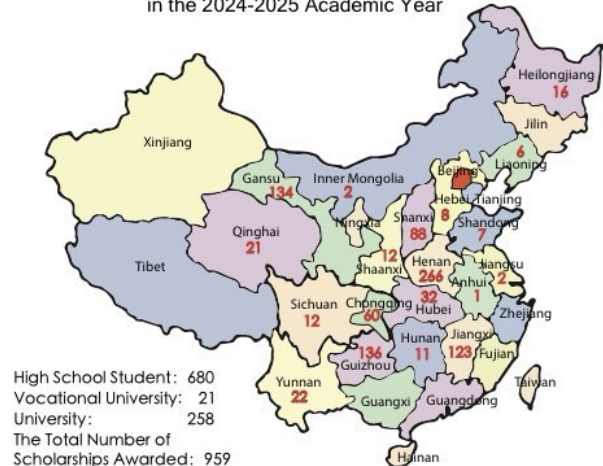 in the 2024-2025 Academic Year
Heilongjiang
16
Jilin
Xinjiang
6
Liaoning
Beijing
Gansu
134
Inner Mongolia
2
Hebei
8
Tianjing
Ningxia
Shanxi
88
Shandong
7
Qinghai
21
12
Shaanxi
Henan
266
Jiangsu
2
Tibet
Anhui
1
Sichuan
12
Chongqing
60
32
Hubei
Zhejiang
136
Guizhou
Hunan
11
Jiangxi
123
Fujian
High School Student: 680
Vocational University: 21
University: 258
The Total Number of
Scholarships Awarded: 959
Yunnan
22
Guangxi
Guangdong
Taiwan
Hainan